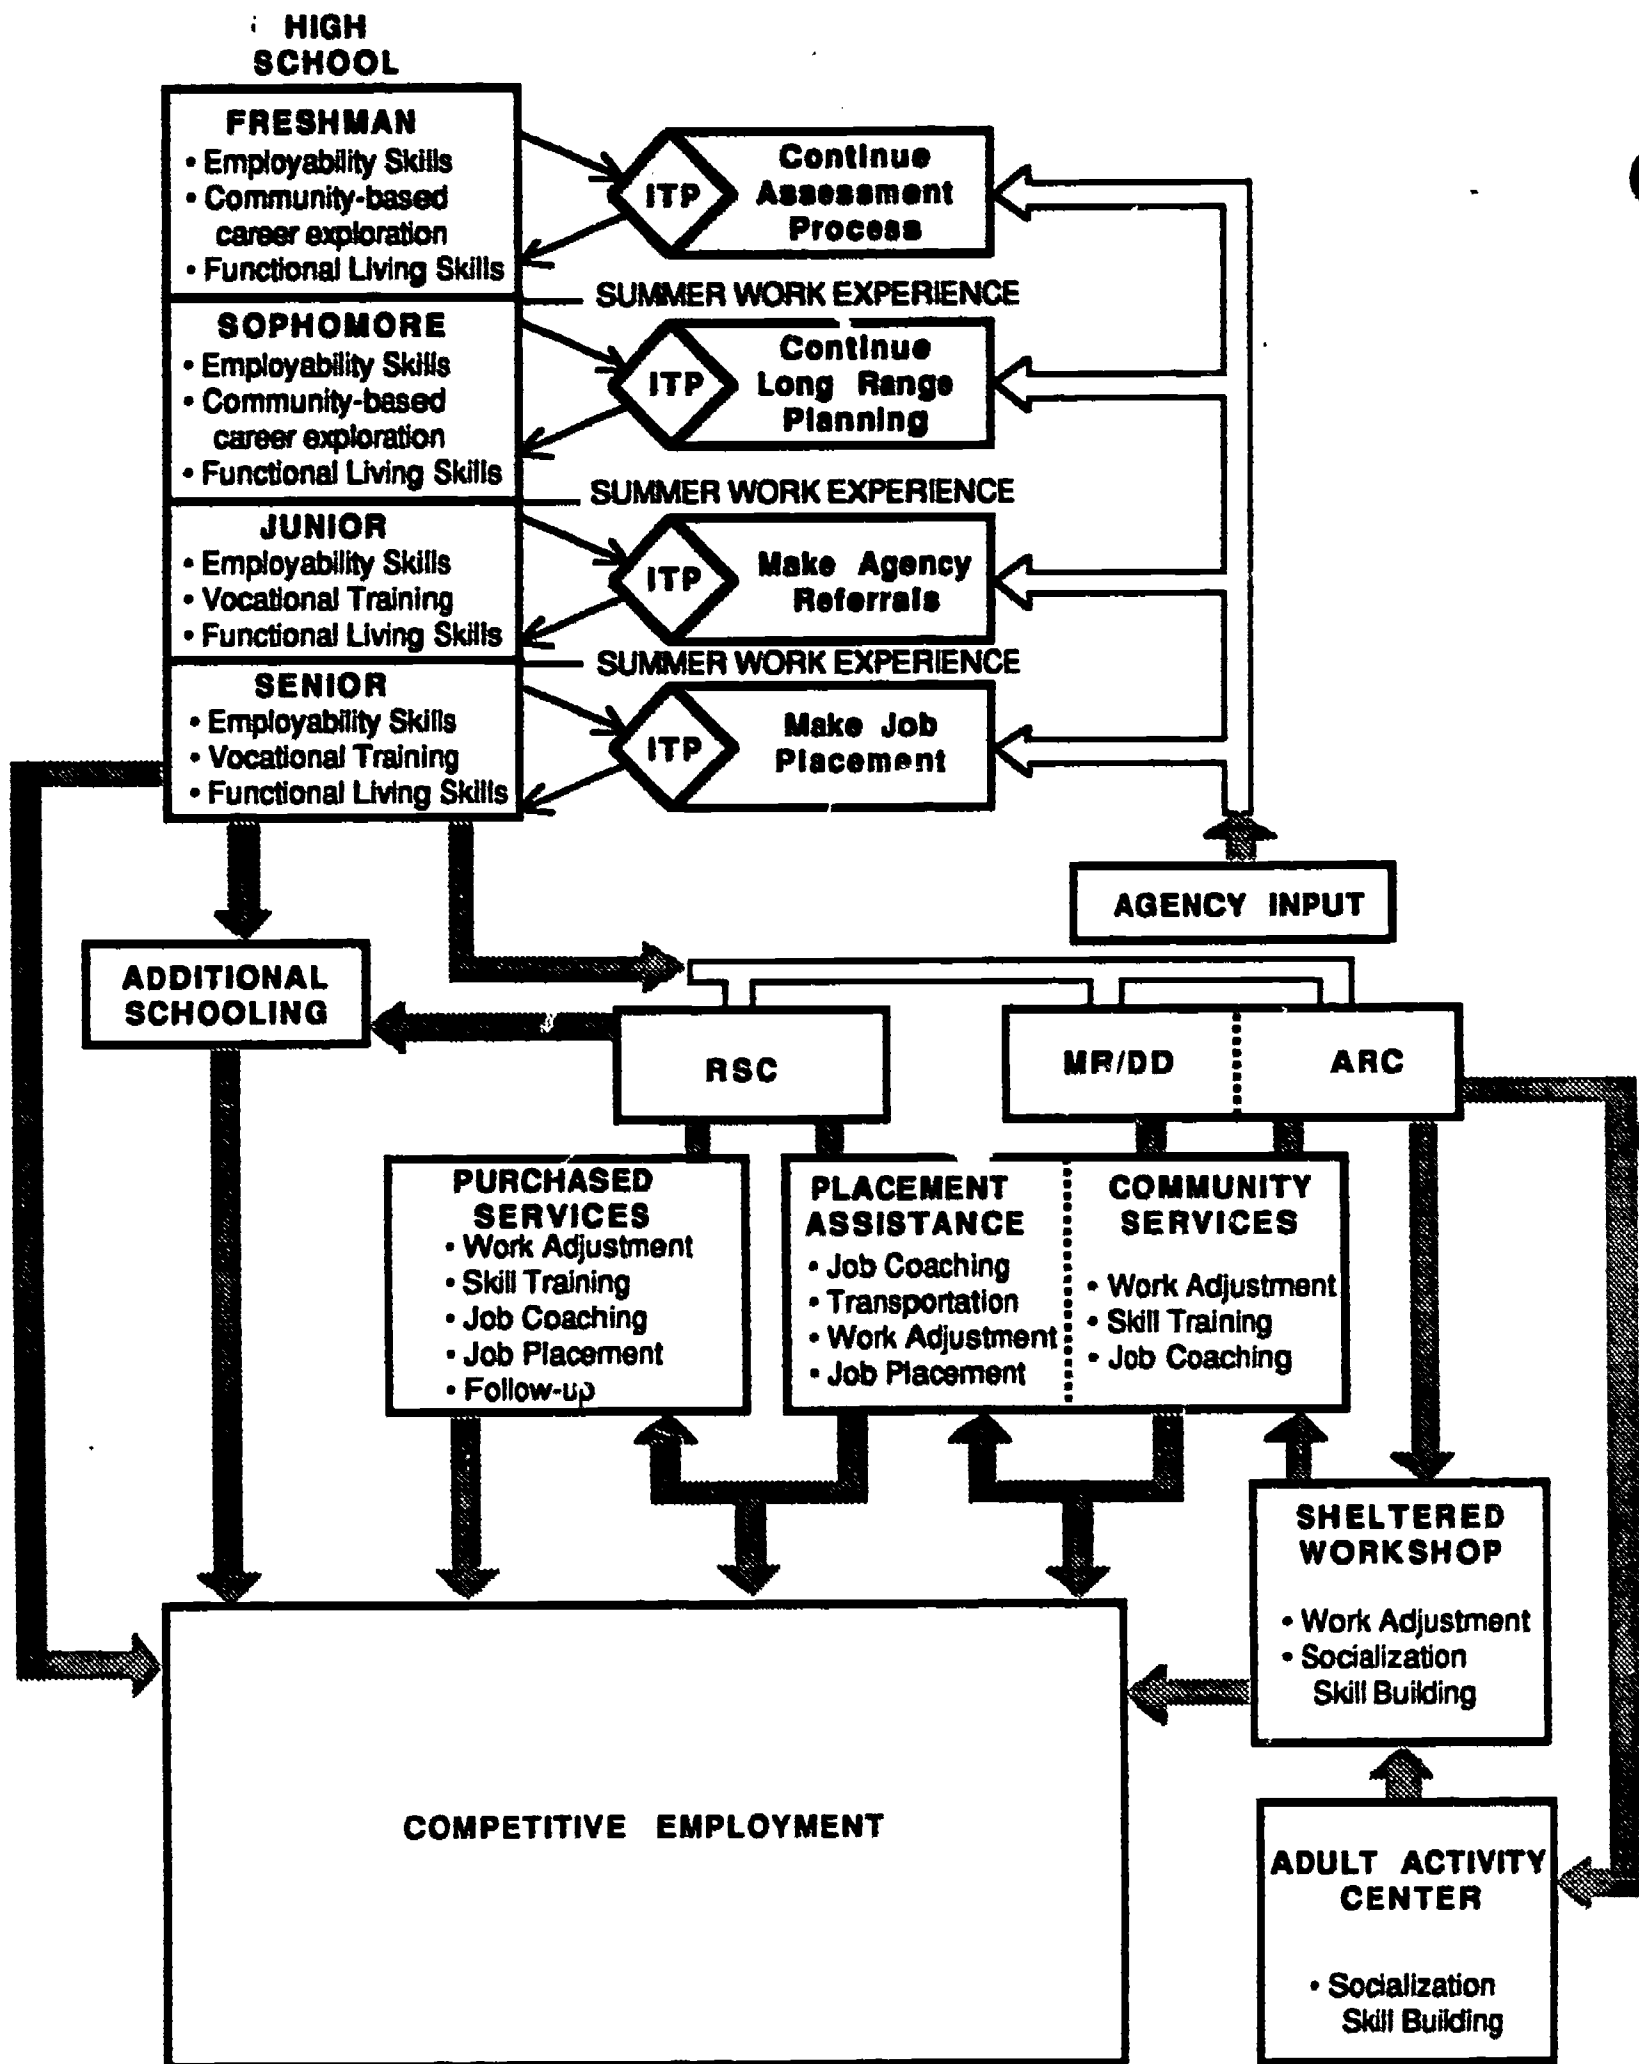 HIGH
SCHOOL
FRESHMAN
• Employability Skills
• Community-based
career exploration
• Functional Living Skills
ITP
Continue
Assessment
Process
SUMMER WORK EXPERIENCE
SOPHOMORE
• Employability Skills
• Community-based
career exploration
• Functional Living Skills
ITP
Continue
Long Range
Planning
SUMMER WORK EXPERIENCE
JUNIOR
• Employability Skills
• Vocational Training
• Functional Living Skills
ITP
Make Agency
Referrals
SUMMER WORK EXPERIENCE
SENIOR
• Employability Skills
• Vocational Training
• Functional Living Skills
ITP
Make Job
Placement
AGENCY INPUT
ADDITIONAL
SCHOOLING
RSC
MR/DD
ARC
PURCHASED
SERVICES
• Work Adjustment
• Skill Training
• Job Coaching
• Job Placement
• Follow-up
PLACEMENT
ASSISTANCE
• Job Coaching
• Transportation
• Work Adjustment
• Job Placement
COMMUNITY
SERVICES
• Work Adjustment
• Skill Training
• Job Coaching
SHELTERED
WORKSHOP
• Work Adjustment
• Socialization
Skill Building
COMPETITIVE EMPLOYMENT
ADULT ACTIVITY
CENTER
• Socialization
Skill Building